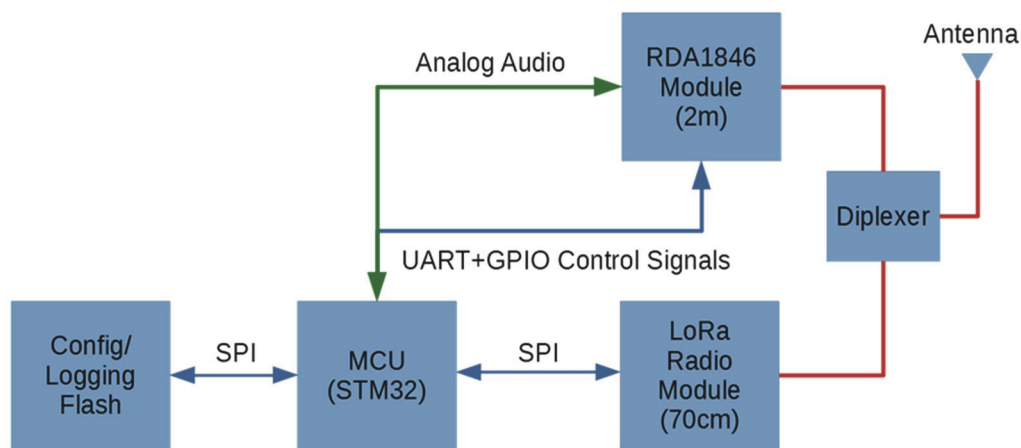 Antenna
Analog Audio
RDA1846
Module
(2m)
Diplexer
UART+GPIO Control Signals
Config/
Logging
Flash
SPI
MCU
(STM32)
SPI
LoRa
Radio
Module
(70cm)